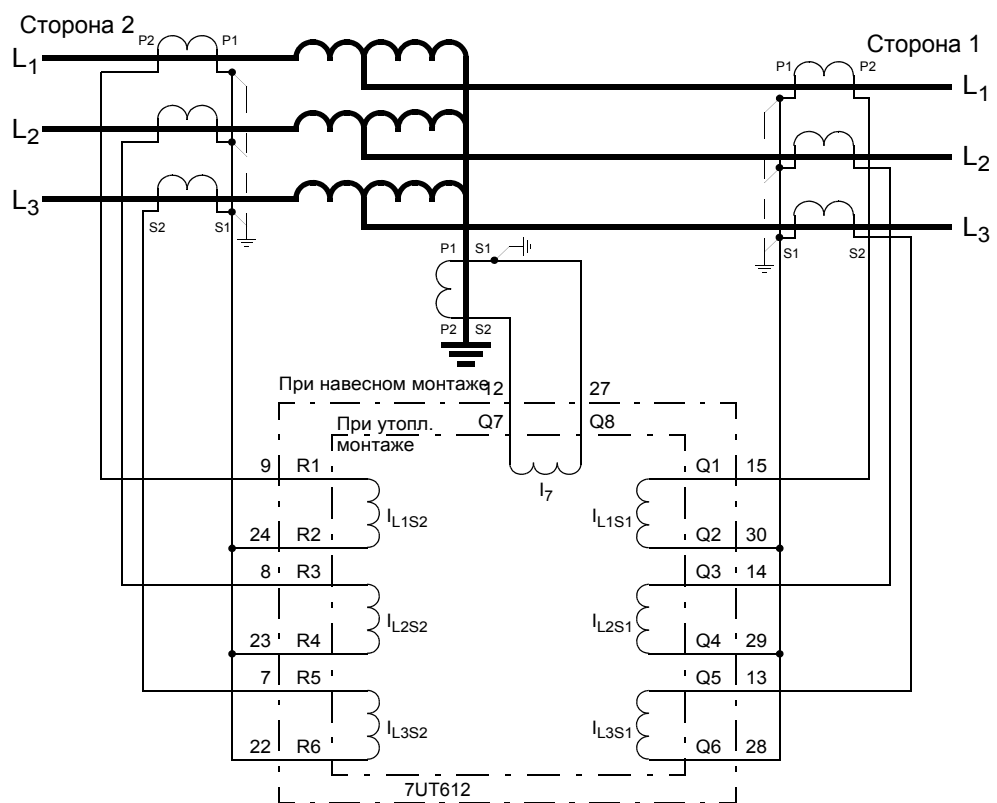 Сторона 2
P2 P1
L1
L2
L3
S2 S1
Сторона 1
P1 P2
L1
L2
L3
S1 S2
P1 S1
P2 S2
При навесном монтаже 12 27
При утопл.
монтаже
Q7 Q8
I7
9 R1
IL1S2
24 R2
8 R3
IL2S2
23 R4
7 R5
IL3S2
22 R6
Q1 15
IL1S1
Q2 30
Q3 14
IL2S1
Q4 29
Q5 13
IL3S1
Q6 28
7UT612